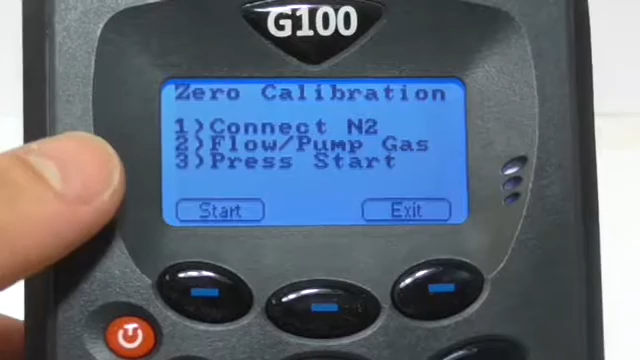 G100
Zero Calibration
1)Connect N2
2)Flow/Pump Gas
3)Press Start
Start Exit